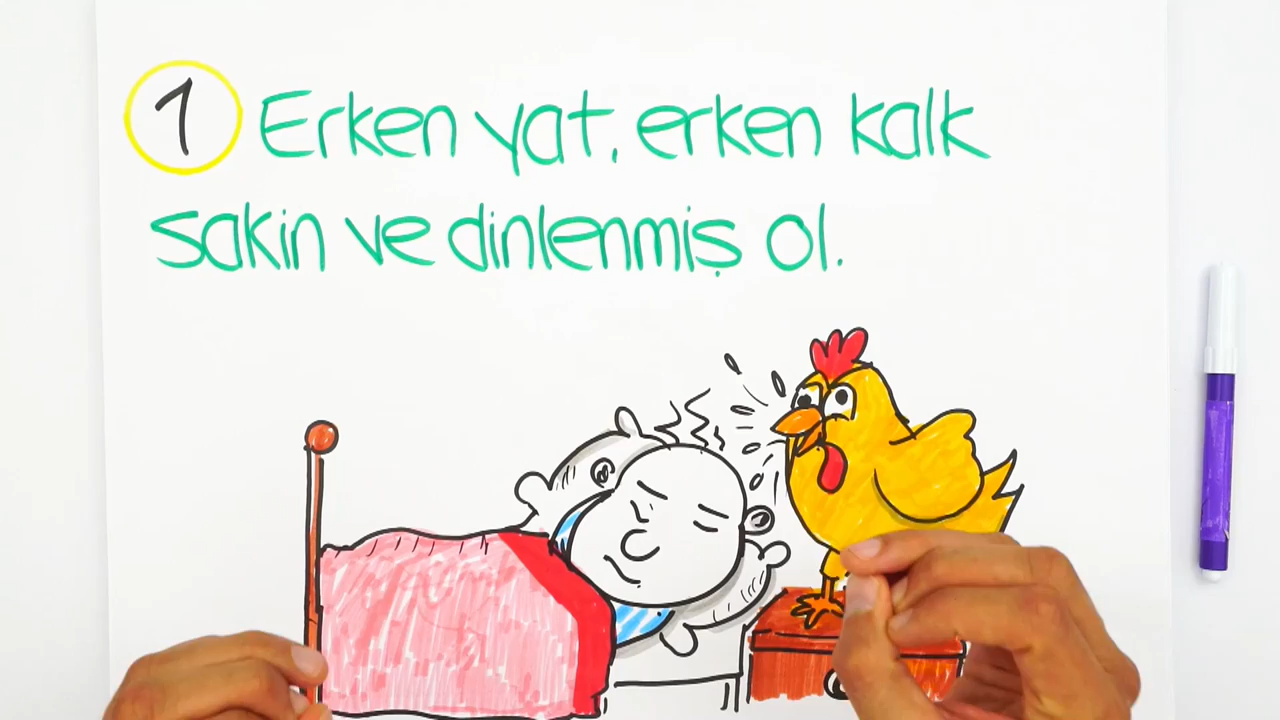 1 Erken yat, erken kalk
sakin ve dinlenmiş ol.